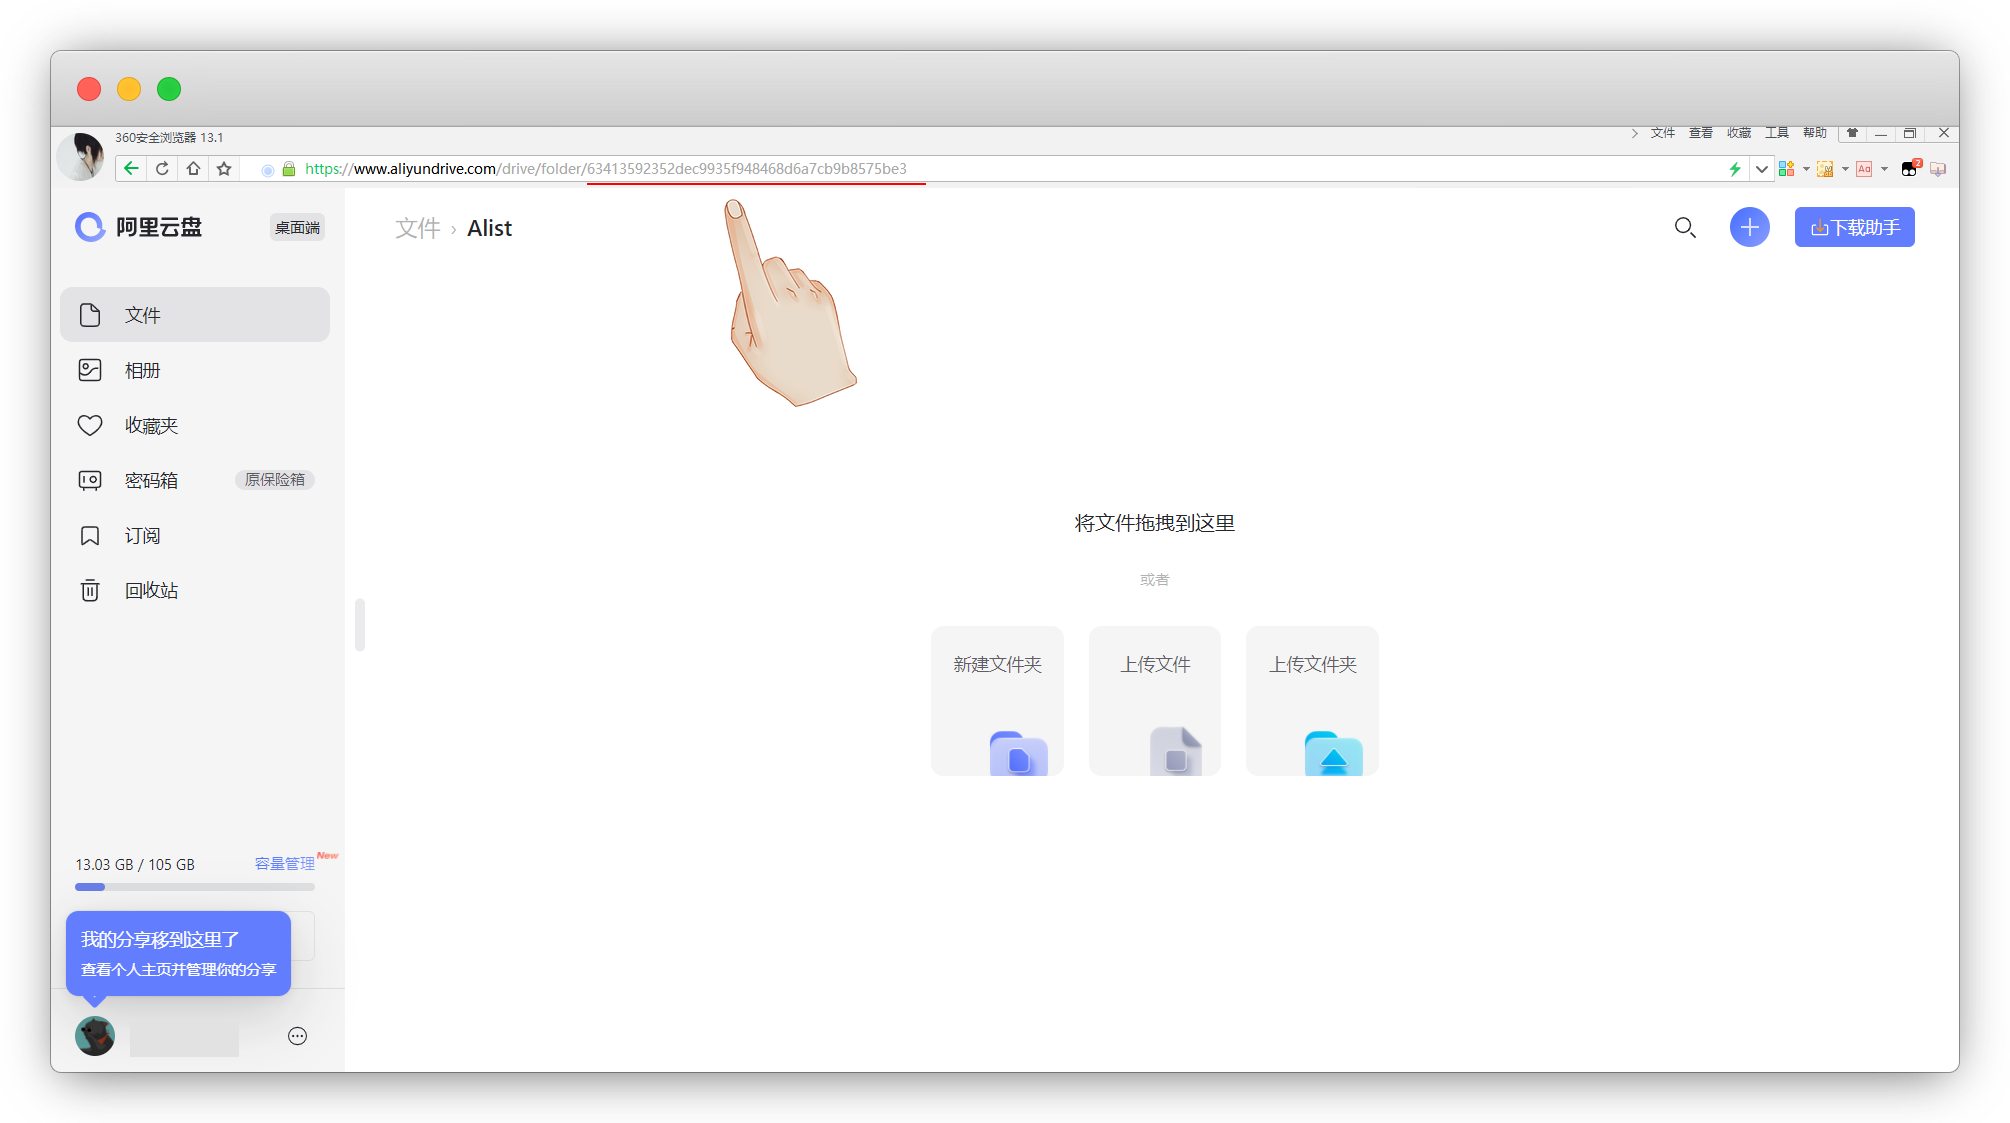 360安全浏览器 13.1
文件 查看 收藏 工具 帮助
https://www.aliyundrive.com/drive/folder/63413592352dec9935f948468d6a7cb9b8575be3
Aa
2
阿里云盘
桌面端
文件 › Alist
下载助手
文件
相册
收藏夹
密码箱 原保险箱
订阅
回收站
将文件拖拽到这里
或者
新建文件夹 上传文件 上传文件夹
13.03 GB / 105 GB 容量管理 New
我的分享移到这里了
查看个人主页并管理你的分享